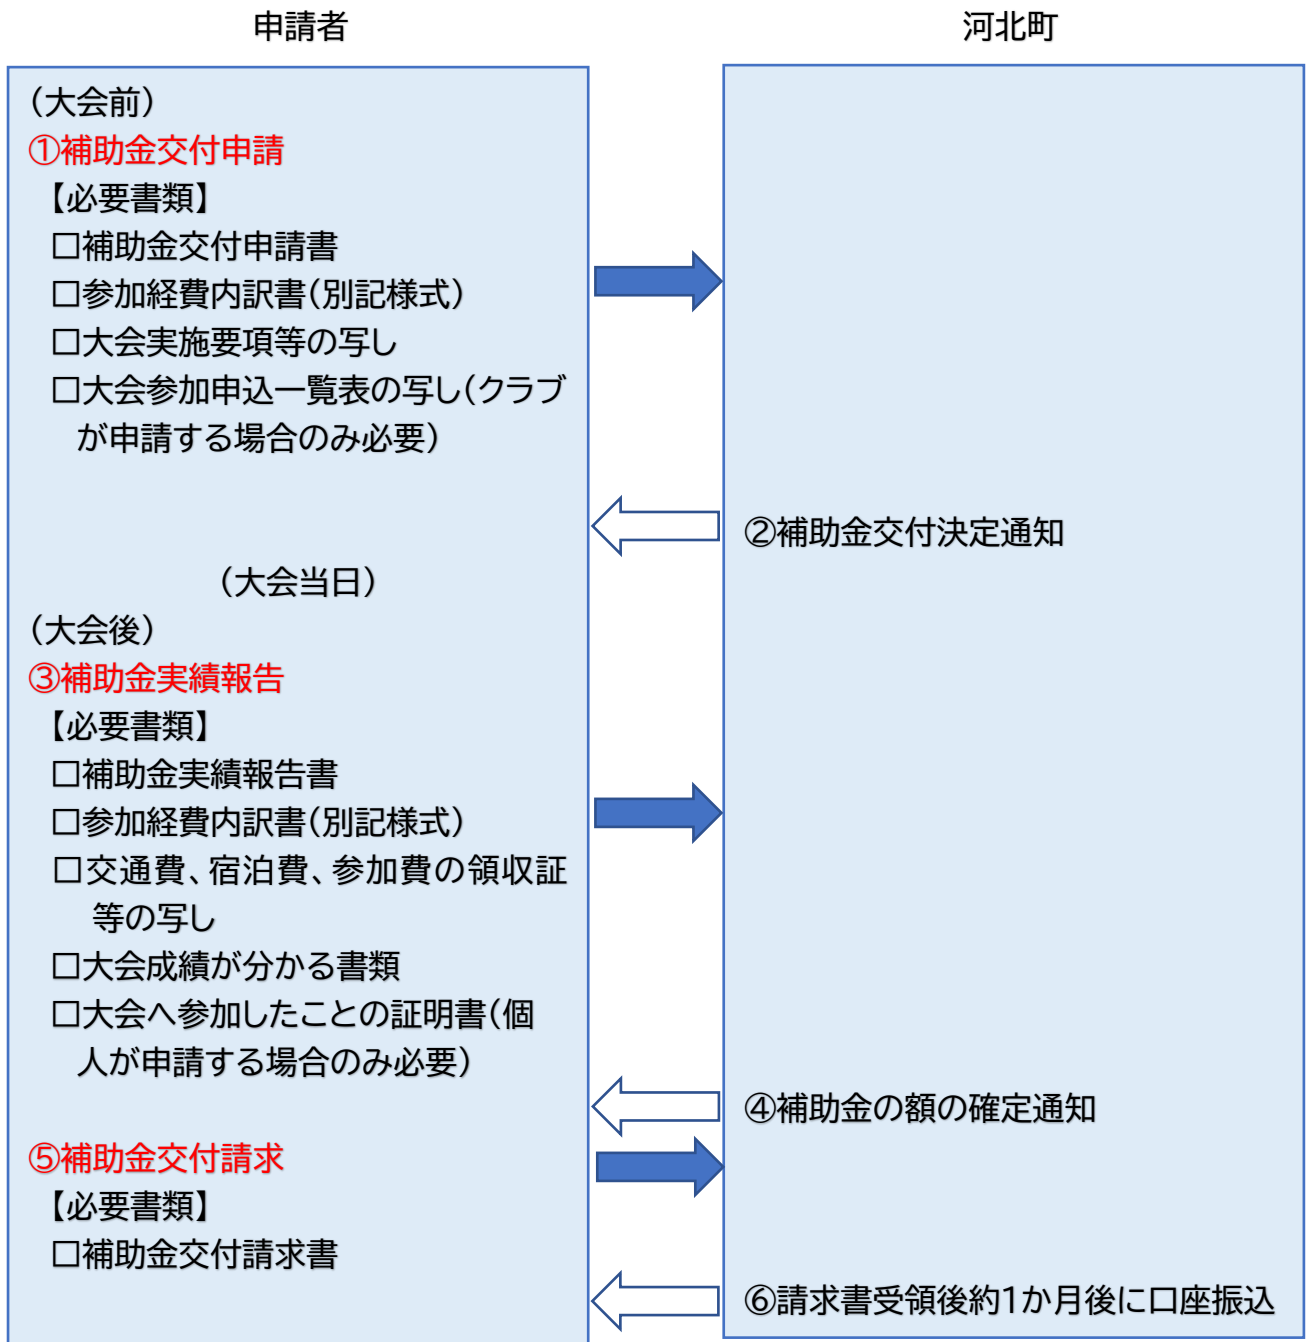 申請者
河北町
(大会前)
①補助金交付申請
【必要書類】
□補助金交付申請書
□参加経費内訳書(別記様式)
□大会実施要項等の写し
□大会参加申込一覧表の写し(クラブ
が申請する場合のみ必要)
②補助金交付決定通知
(大会当日)
(大会後)
③補助金実績報告
【必要書類】
□補助金実績報告書
□参加経費内訳書(別記様式)
□交通費、宿泊費、参加費の領収証
等の写し
□大会成績が分かる書類
□大会へ参加したことの証明書(個
人が申請する場合のみ必要)
④補助金の額の確定通知
⑤補助金交付請求
【必要書類】
□補助金交付請求書
⑥請求書受領後約1か月後に口座振込